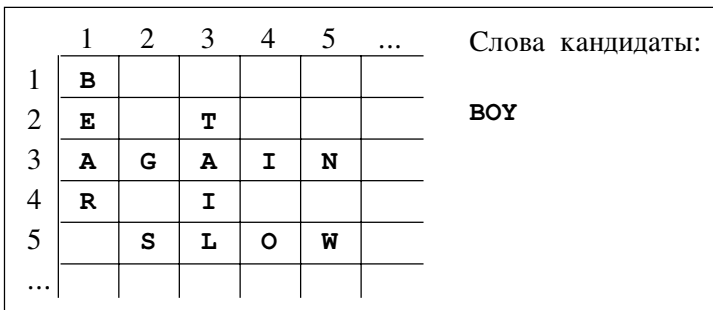 1 2 3 4 5 ... Слова кандидаты:
1 B
2 E T BOY
3 A G A I N
4 R I
5 S L O W
...